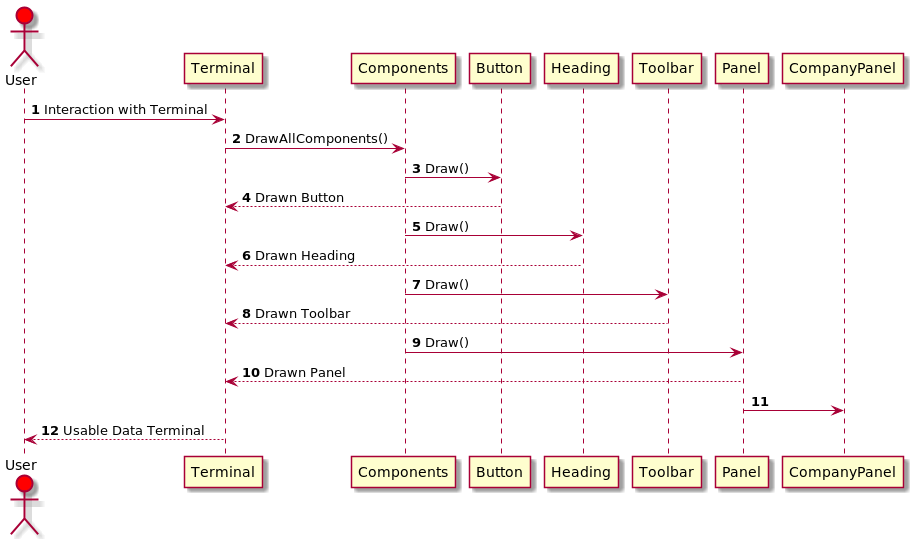 User
Terminal
Components
Button
Heading
Toolbar
Panel
CompanyPanel
1 Interaction with Terminal
2 DrawAllComponents()
3 Draw()
4 Drawn Button
5 Draw()
6 Drawn Heading
7 Draw()
8 Drawn Toolbar
9 Draw()
10 Drawn Panel
11
12 Usable Data Terminal
User
Terminal
Components
Button
Heading
Toolbar
Panel
CompanyPanel